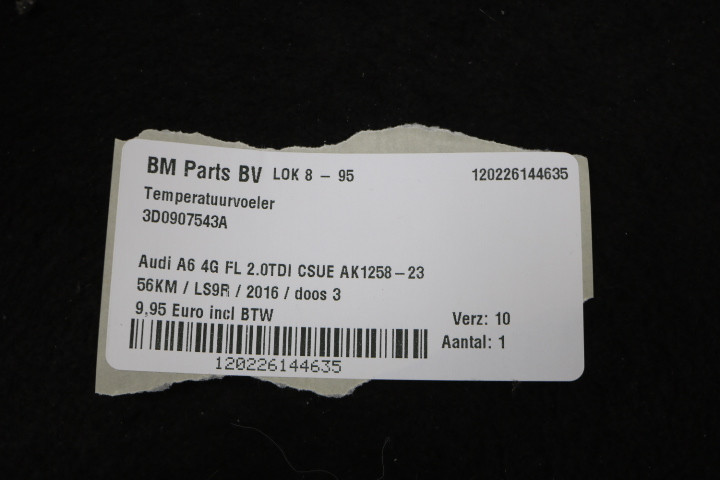 BM Parts BV LOK 8 - 95 120226144635
Temperatuurvoeler
3D0907543A
Audi A6 4G FL 2.0TDI CSUE AK1258-23
56KM / LS9R / 2016 / doos 3
9,95 Euro incl BTW Verz: 10
Aantal: 1
120226144635